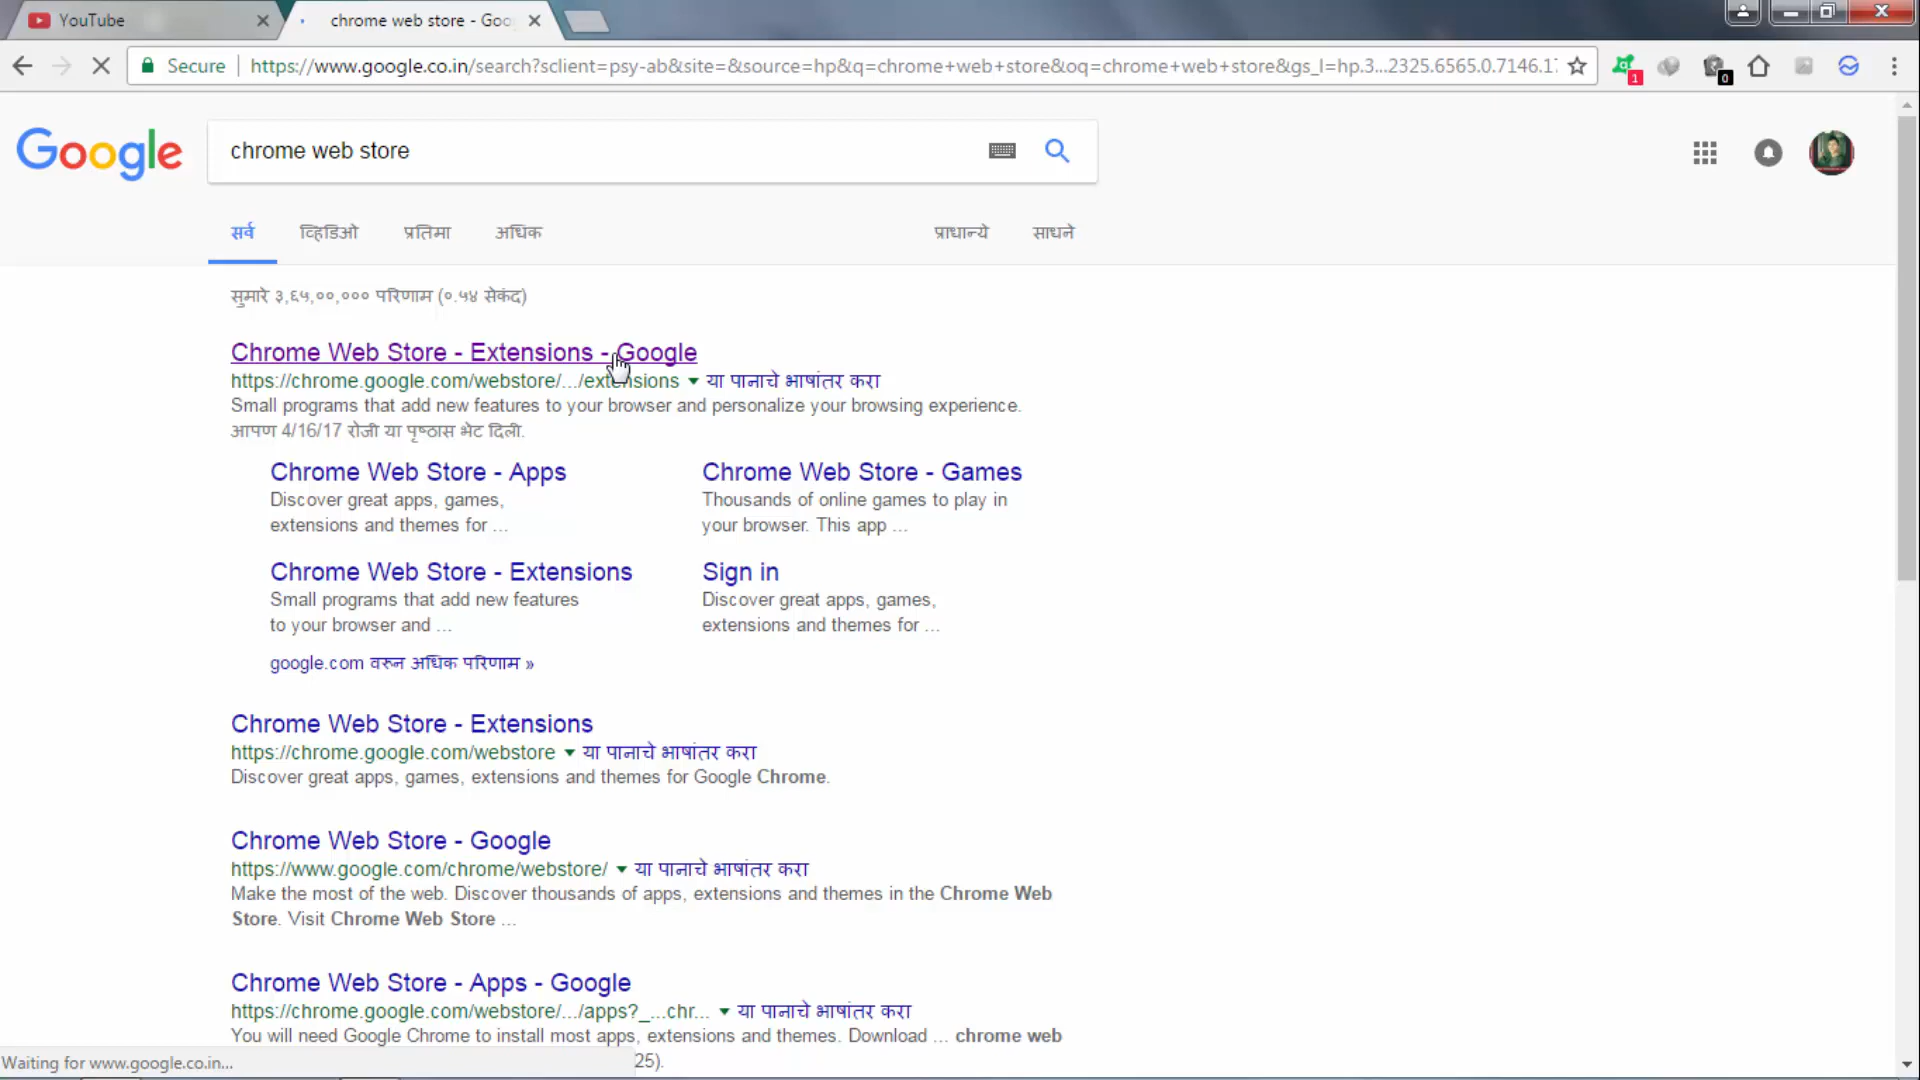 YouTube
chrome web store - Goo
Secure | https://www.google.co.in/search?sclient=psy-ab&site=&source=hp&q=chrome+web+store&oq=chrome+web+store&gs_l=hp.3...2325.6565.0.7146.1
1
0
Google
chrome web store
सर्व व्हिडिओ प्रतिमा अधिक प्राधान्ये साधने
सुमारे ३,६५,००,००० परिणाम (०.५४ सेकंद)
Chrome Web Store - Extensions - Google
https://chrome.google.com/webstore/.../extensions या पानाचे भाषांतर करा
Small programs that add new features to your browser and personalize your browsing experience.
आपण 4/16/17 रोजी या पृष्ठास भेट दिली.
Chrome Web Store - Apps
Discover great apps, games,
extensions and themes for ...
Chrome Web Store - Games
Thousands of online games to play in
your browser. This app ...
Chrome Web Store - Extensions
Small programs that add new features
to your browser and ...
Sign in
Discover great apps, games,
extensions and themes for ...
google.com वरून अधिक परिणाम »
Chrome Web Store - Extensions
https://chrome.google.com/webstore या पानाचे भाषांतर करा
Discover great apps, games, extensions and themes for Google Chrome.
Chrome Web Store - Google
https://www.google.com/chrome/webstore/ या पानाचे भाषांतर करा
Make the most of the web. Discover thousands of apps, extensions and themes in the Chrome Web
Store. Visit Chrome Web Store ...
Chrome Web Store - Apps - Google
https://chrome.google.com/webstore/.../apps?_...chr... या पानाचे भाषांतर करा
You will need Google Chrome to install most apps, extensions and themes. Download ... chrome web
25).
Waiting for www.google.co.in...